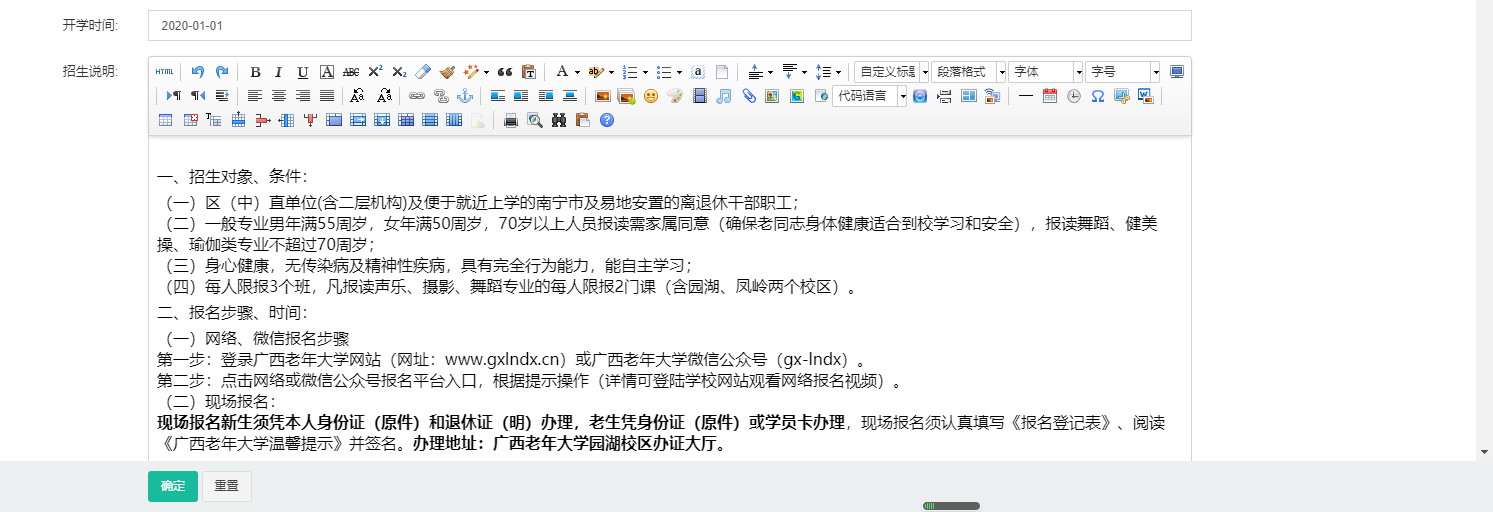 开学时间:
2020-01-01
招生说明:
HTML
B I U A ABC X² X₂
A ab
a
自定义标题 段落格式 字体 字号
代码语言
一、招生对象、条件：
（一）区（中）直单位(含二层机构)及便于就近上学的南宁市及易地安置的离退休干部职工；
（二）一般专业男年满55周岁，女年满50周岁，70岁以上人员报读需家属同意（确保老同志身体健康适合到校学习和安全），报读舞蹈、健美
操、瑜伽类专业不超过70周岁；
（三）身心健康，无传染病及精神性疾病，具有完全行为能力，能自主学习；
（四）每人限报3个班，凡报读声乐、摄影、舞蹈专业的每人限报2门课（含园湖、凤岭两个校区）。
二、报名步骤、时间：
（一）网络、微信报名步骤
第一步：登录广西老年大学网站（网址：www.gxlndx.cn）或广西老年大学微信公众号（gx-lndx）。
第二步：点击网络或微信公众号报名平台入口，根据提示操作（详情可登陆学校网站观看网络报名视频）。
（二）现场报名：
现场报名新生须凭本人身份证（原件）和退休证（明）办理，老生凭身份证（原件）或学员卡办理，现场报名须认真填写《报名登记表》、阅读
《广西老年大学温馨提示》并签名。办理地址：广西老年大学园湖校区办证大厅。
确定 重置